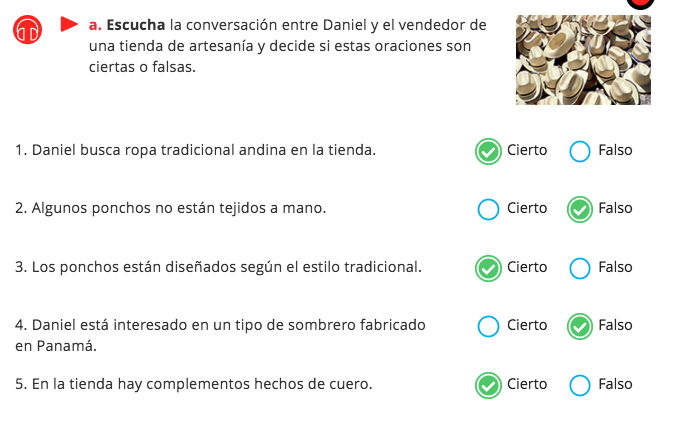 a. Escucha la conversación entre Daniel y el vendedor de
una tienda de artesanía y decide si estas oraciones son
ciertas o falsas.
1. Daniel busca ropa tradicional andina en la tienda. Cierto Falso
2. Algunos ponchos no están tejidos a mano. Cierto Falso
3. Los ponchos están diseñados según el estilo tradicional. Cierto Falso
4. Daniel está interesado en un tipo de sombrero fabricado Cierto Falso
en Panamá.
5. En la tienda hay complementos hechos de cuero. Cierto Falso